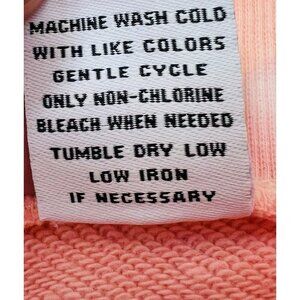 MACHINE WASH COLD
WITH LIKE COLORS
GENTLE CYCLE
ONLY NON-CHLORINE
BLEACH WHEN NEEDED
TUMBLE DRY LOW
LOW IRON
IF NECESSARY